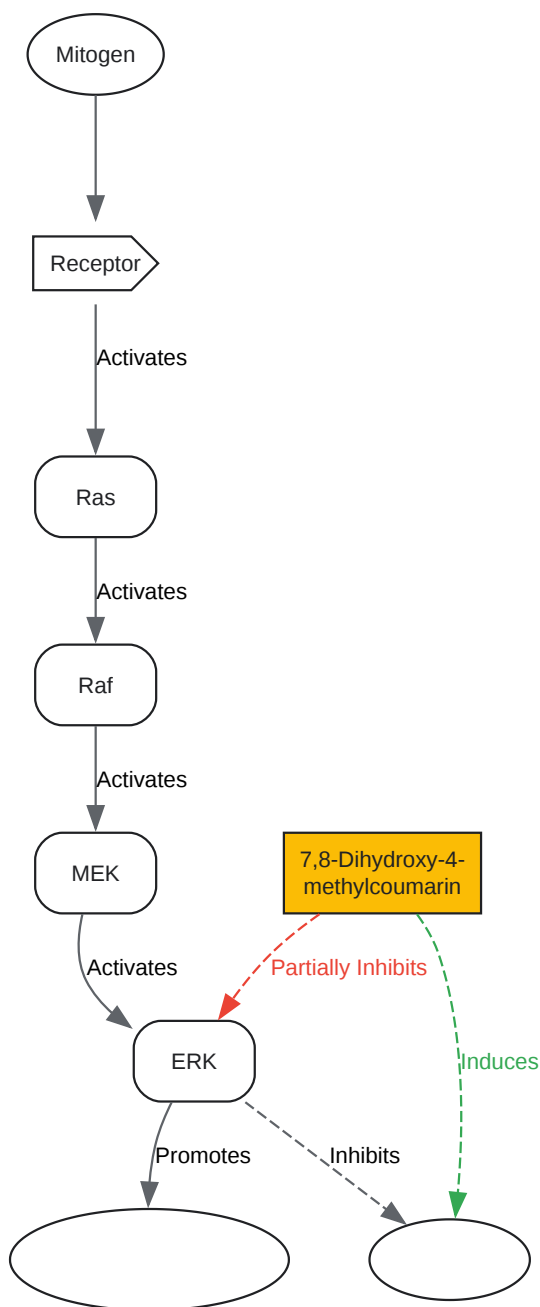 Mitogen
Receptor
Activates
Ras
Activates
Raf
Activates
MEK
7,8-Dihydroxy-4-
methylcoumarin
Activates
Partially Inhibits
ERK
Induces
Promotes
Inhibits